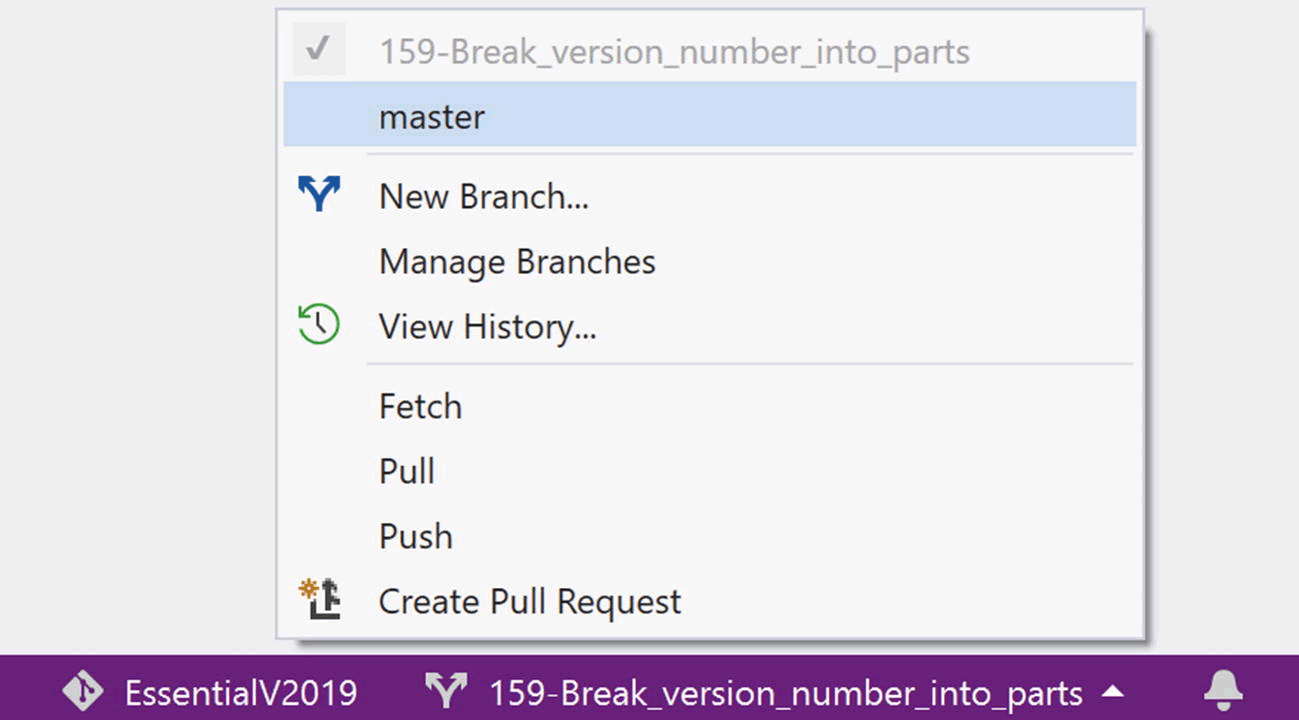 159-Break_version_number_into_parts
master
New Branch...
Manage Branches
View History...
Fetch
Pull
Push
Create Pull Request
EssentialV2019 159-Break_version_number_into_parts